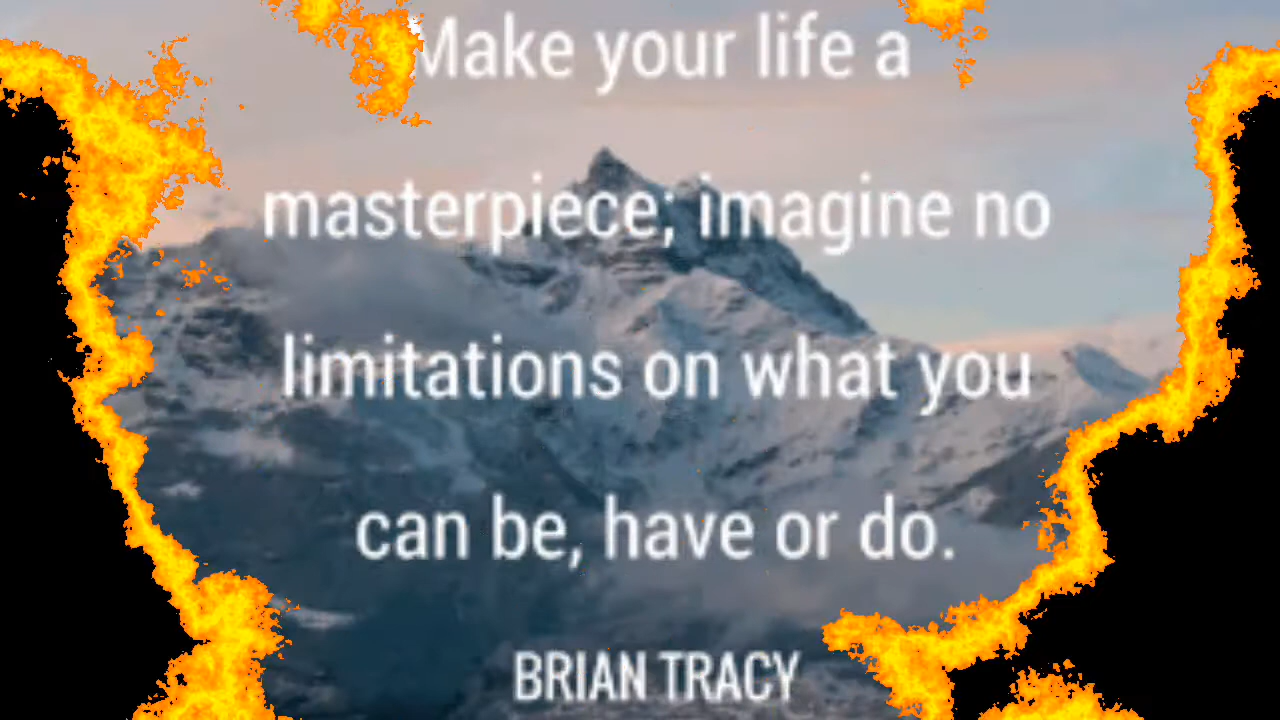 Make your life a
masterpiece; imagine no
limitations on what you
can be, have or do.
BRIAN TRACY